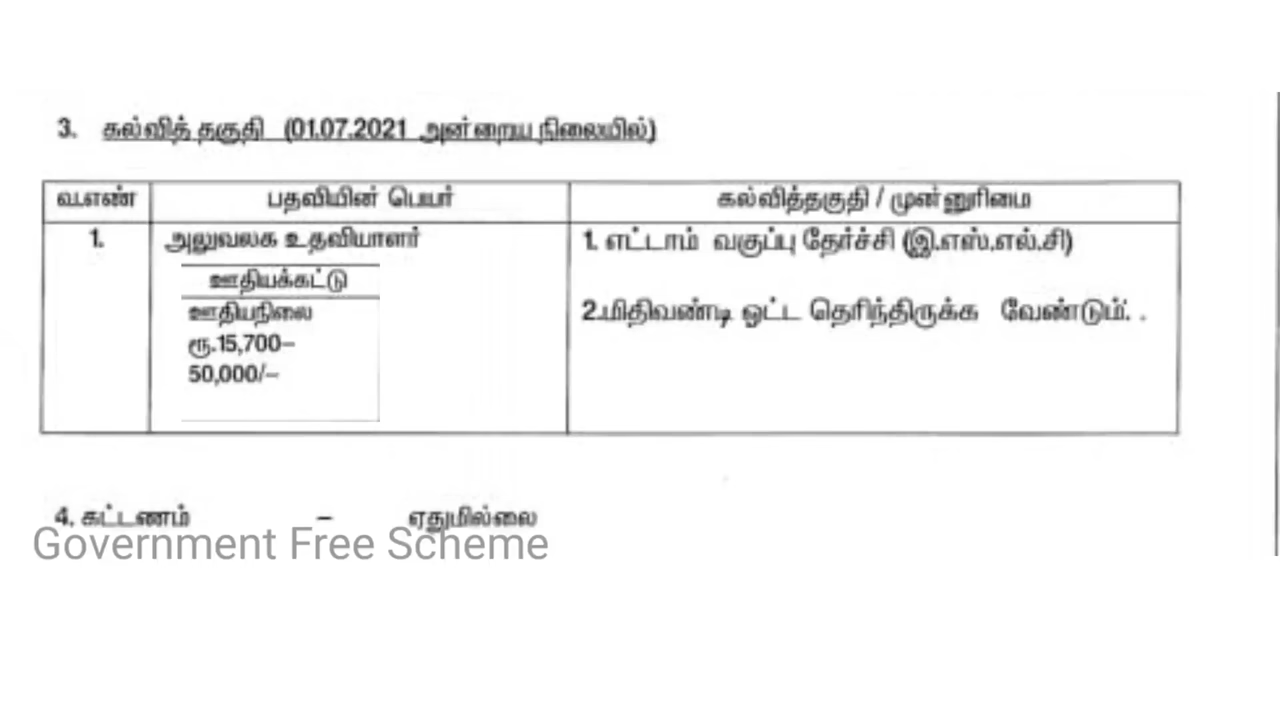 3. கல்வித் தகுதி (01.07.2021 அன்றைய நிலையில்)
வ.எண் பதவியின் பெயர் கல்வித்தகுதி / முன்னுரிமை
1. அலுவலக உதவியாளர் 1. எட்டாம் வகுப்பு தேர்ச்சி (இ.எஸ்.எல்.சி)
ஊதியக்கட்டு
ஊதியநிலை 2.மிதிவண்டி ஓட்ட தெரிந்திருக்க வேண்டும். .
ரூ.15,700–
50,000/–
4. கட்டணம் – ஏதுமில்லை
Government Free Scheme